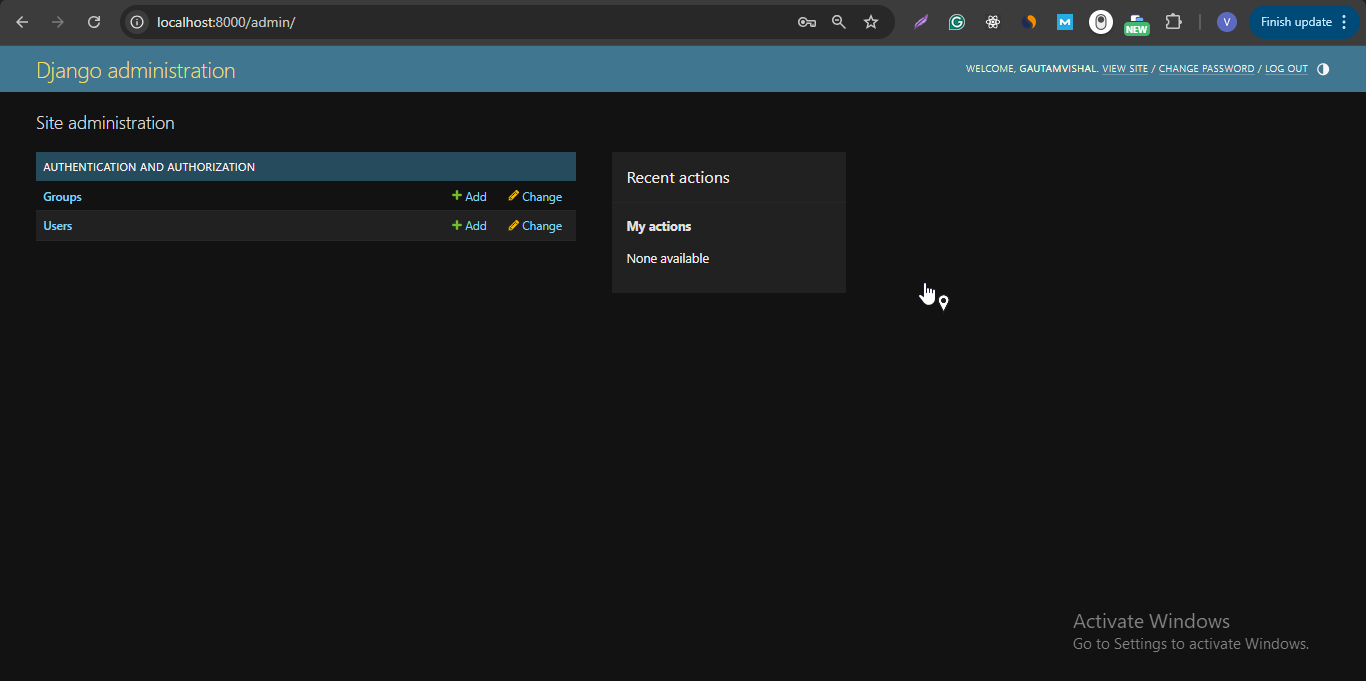 localhost:8000/admin/
NEW
V
Finish update
Django administration
WELCOME, GAUTAMVISHAL. VIEW SITE / CHANGE PASSWORD / LOG OUT
Site administration
AUTHENTICATION AND AUTHORIZATION
Groups + Add Change
Users + Add Change
Recent actions
My actions
None available
Activate Windows
Go to Settings to activate Windows.